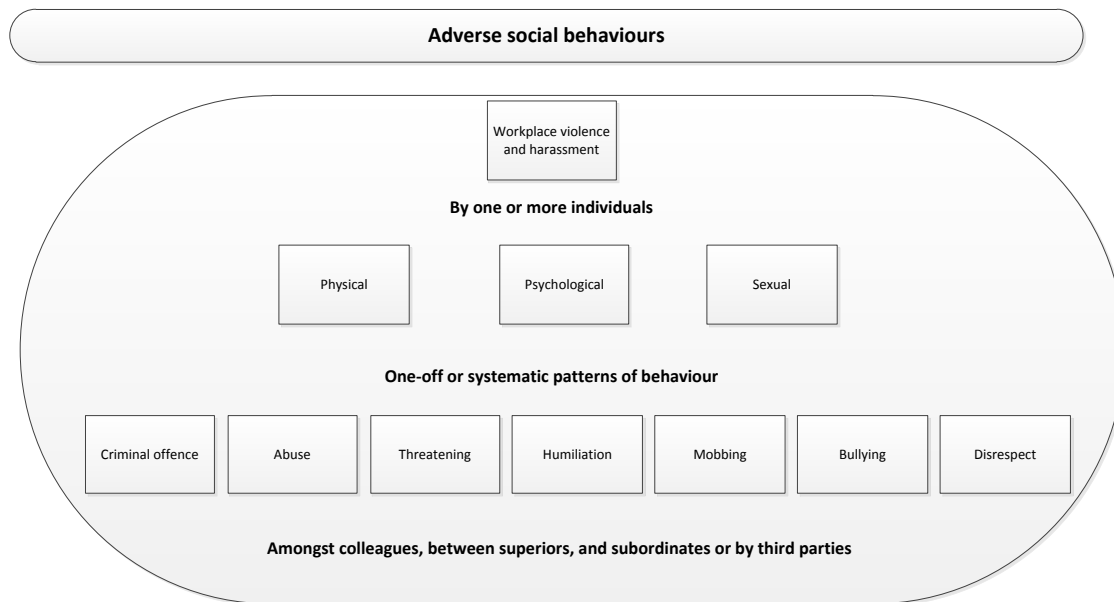 Adverse social behaviours
Workplace violence
and harassment
By one or more individuals
Physical
Psychological
Sexual
One-off or systematic patterns of behaviour
Criminal offence
Abuse
Threatening
Humiliation
Mobbing
Bullying
Disrespect
Amongst colleagues, between superiors, and subordinates or by third parties